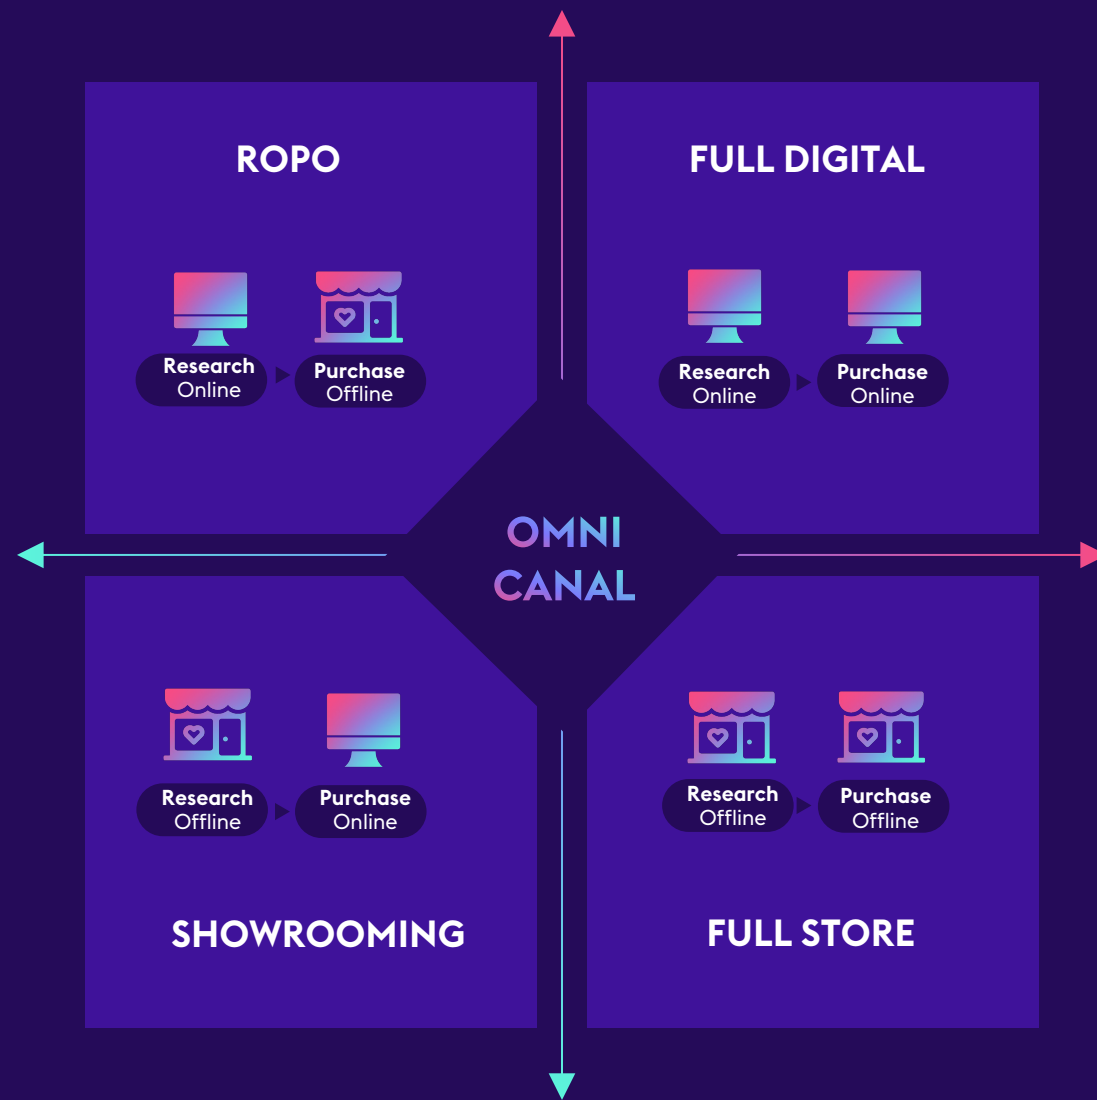 ROPO
Research
Online
Purchase
Offline
FULL DIGITAL
Research
Online
Purchase
Online
OMNI
CANAL
Research
Offline
Purchase
Online
SHOWROOMING
Research
Offline
Purchase
Offline
FULL STORE